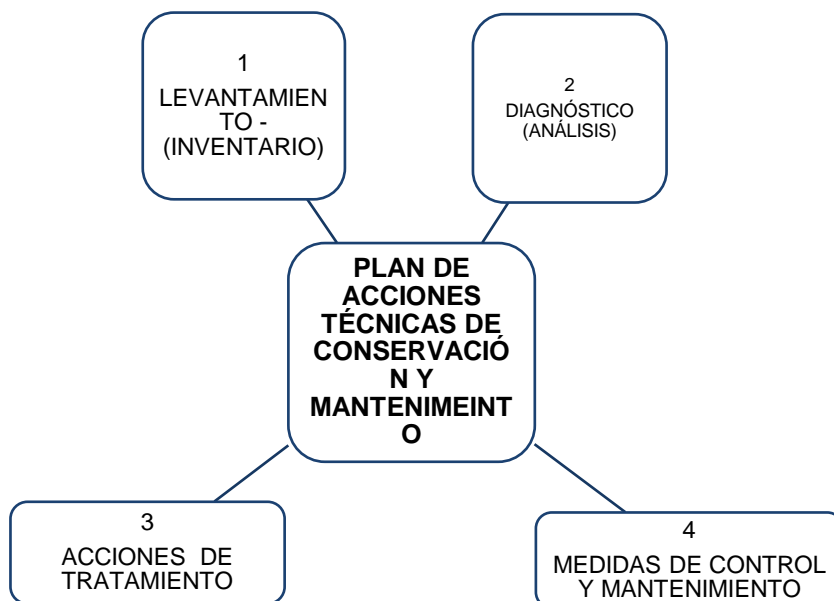 1
LEVANTAMIEN
TO -
(INVENTARIO)
2
DIAGNÓSTICO
(ANÁLISIS)
PLAN DE
ACCIONES
TÉCNICAS DE
CONSERVACIÓ
N Y
MANTENIMEINT
O
3
ACCIONES DE
TRATAMIENTO
4
MEDIDAS DE CONTROL
Y MANTENIMIENTO